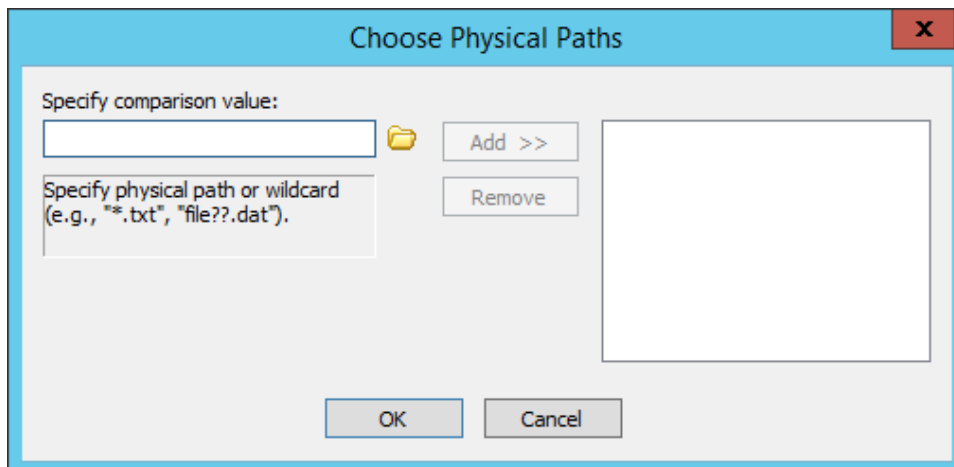 Choose Physical Paths
x
Specify comparison value:
Add >>
Specify physical path or wildcard
(e.g., "*.txt", "file??.dat").
Remove
OK
Cancel